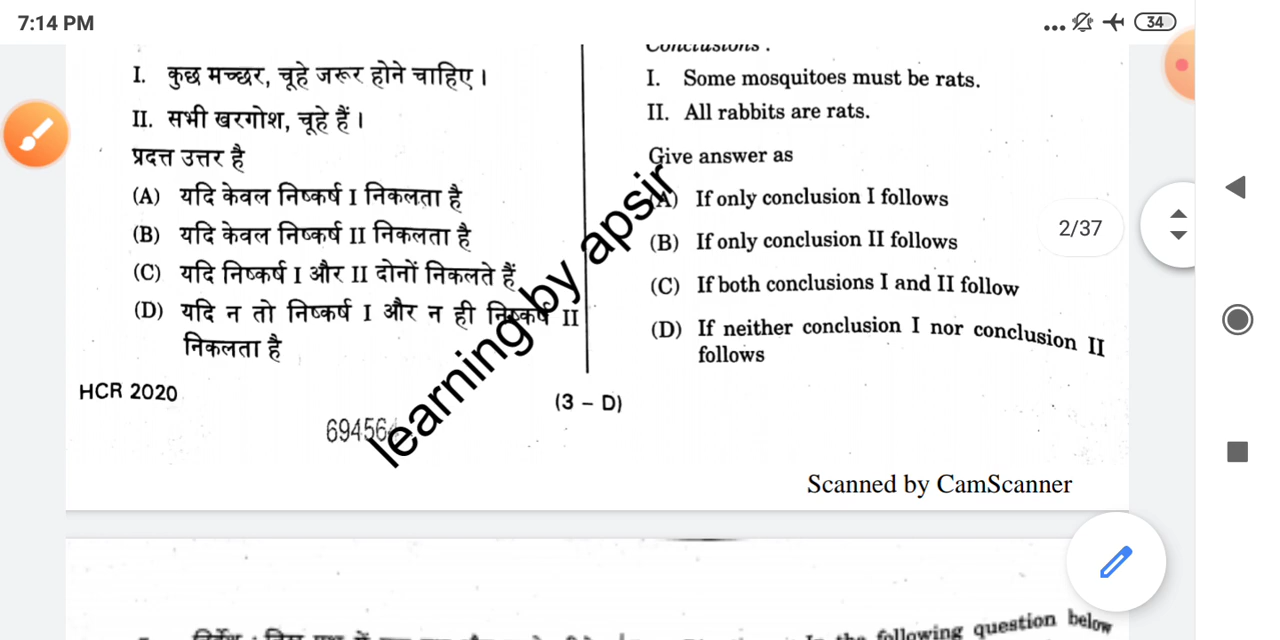 7:14 PM
34
I. कुछ मच्छर, चूहे जरूर होने चाहिए।
II. सभी खरगोश, चूहे हैं।
प्रदत्त उत्तर है
(A) यदि केवल निष्कर्ष I निकलता है
(B) यदि केवल निष्कर्ष II निकलता है
(C) यदि निष्कर्ष I और II दोनों निकलते हैं
(D) यदि न तो निष्कर्ष I और न ही निष्कर्ष II
निकलता है
HCR 2020
694564
(3 – D)
Conclusions :
I. Some mosquitoes must be rats.
II. All rabbits are rats.
Give answer as
(A) If only conclusion I follows
(B) If only conclusion II follows
(C) If both conclusions I and II follow
(D) If neither conclusion I nor conclusion II
follows
learning by apsir
2/37
Scanned by CamScanner
the following question below